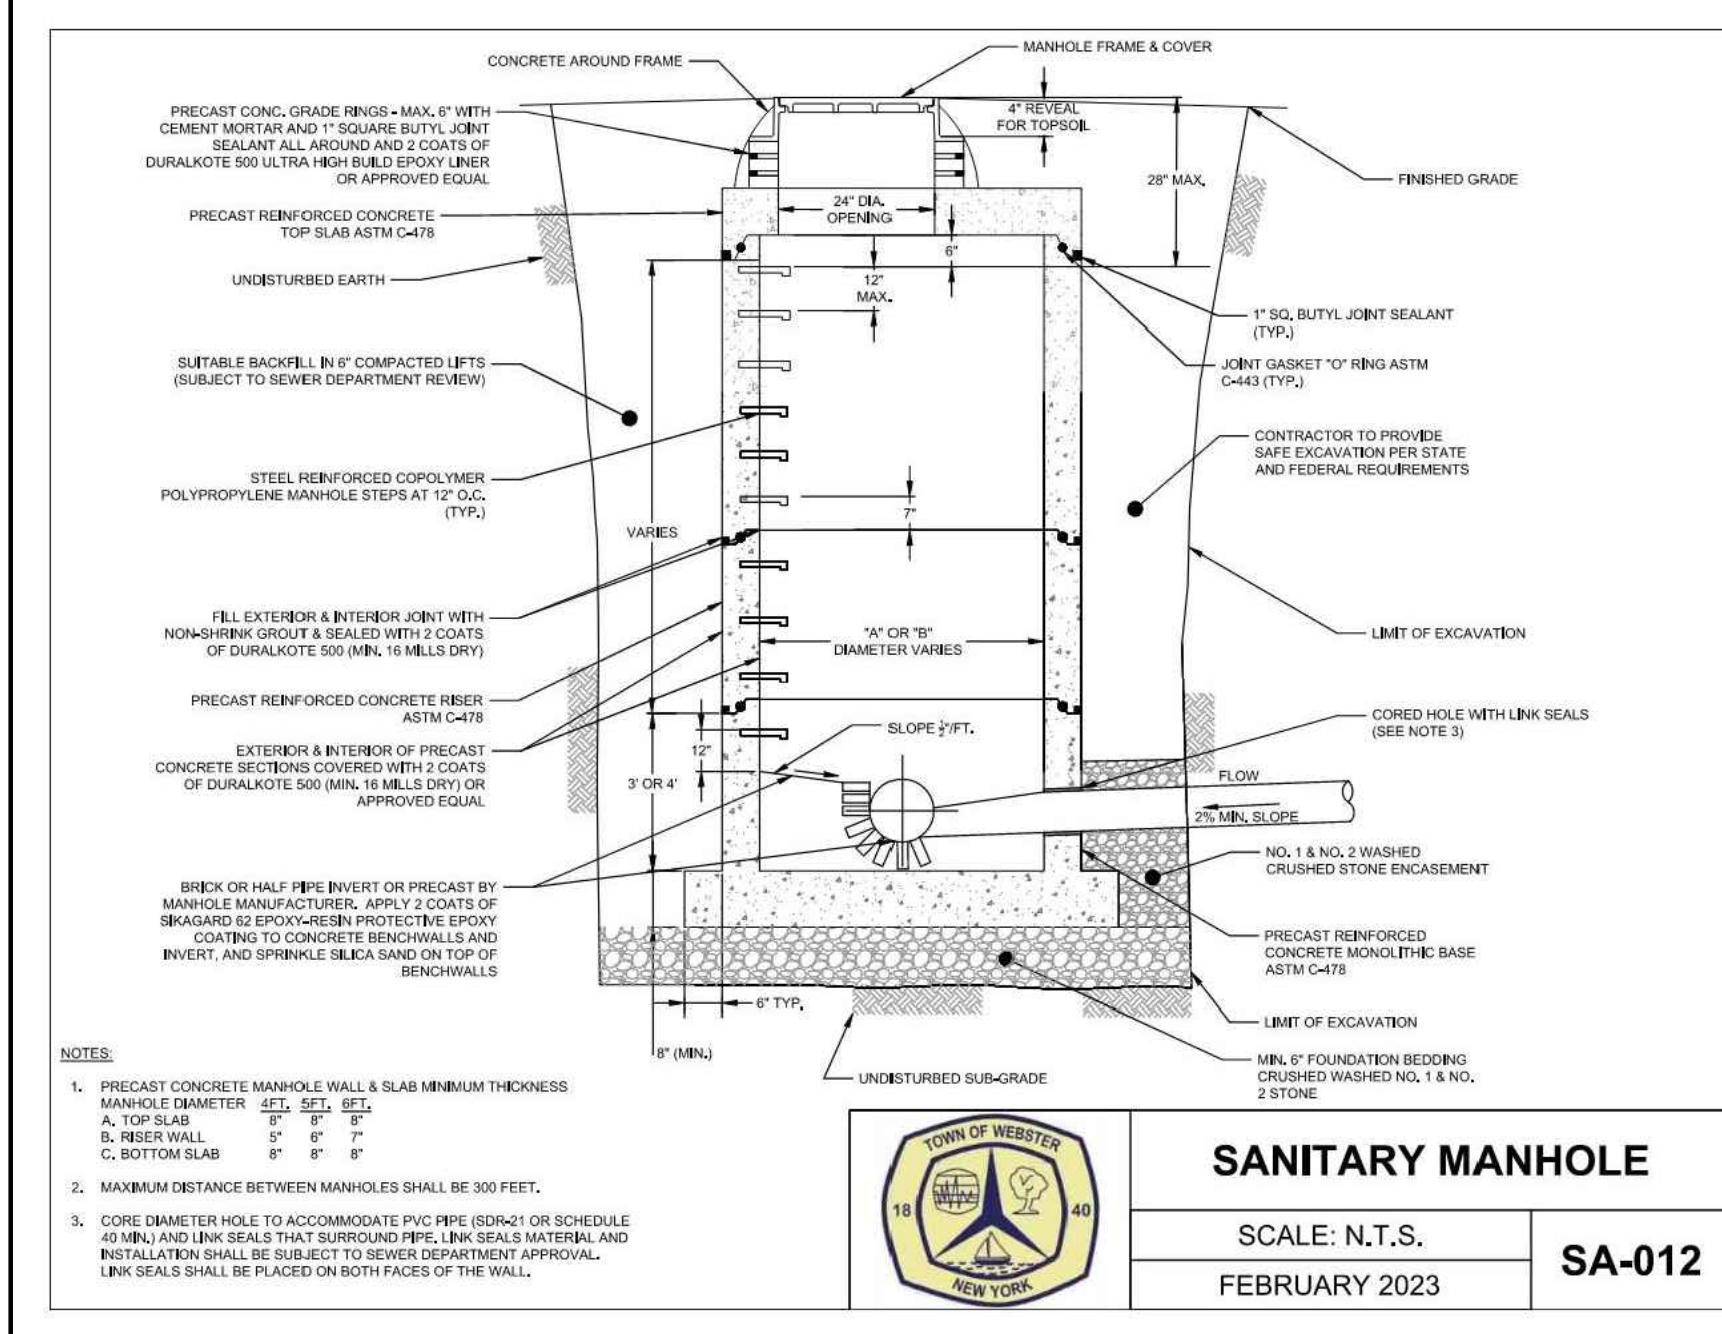 CONCRETE AROUND FRAME
MANHOLE FRAME & COVER
PRECAST CONC. GRADE RINGS - MAX. 6" WITH
CEMENT MORTAR AND 1" SQUARE BUTYL JOINT
SEALANT ALL AROUND AND 2 COATS OF
DURALKOTE 500 ULTRA HIGH BUILD EPOXY LINER
OR APPROVED EQUAL
4" REVEAL
FOR TOPSOIL
28" MAX.
FINISHED GRADE
PRECAST REINFORCED CONCRETE
TOP SLAB ASTM C-478
24" DIA.
OPENING
6"
UNDISTURBED EARTH
12"
MAX.
1" SQ. BUTYL JOINT SEALANT
(TYP.)
SUITABLE BACKFILL IN 6" COMPACTED LIFTS
(SUBJECT TO SEWER DEPARTMENT REVIEW)
JOINT GASKET "O" RING ASTM
C-443 (TYP.)
CONTRACTOR TO PROVIDE
SAFE EXCAVATION PER STATE
AND FEDERAL REQUIREMENTS
STEEL REINFORCED COPOLYMER
POLYPROPYLENE MANHOLE STEPS AT 12" O.C.
(TYP.)
7"
VARIES
FILL EXTERIOR & INTERIOR JOINT WITH
NON-SHRINK GROUT & SEALED WITH 2 COATS
OF DURALKOTE 500 (MIN. 16 MILLS DRY)
"A" OR "B"
DIAMETER VARIES
LIMIT OF EXCAVATION
PRECAST REINFORCED CONCRETE RISER
ASTM C-478
CORED HOLE WITH LINK SEALS
(SEE NOTE 3)
SLOPE ½"/FT.
EXTERIOR & INTERIOR OF PRECAST
CONCRETE SECTIONS COVERED WITH 2 COATS
OF DURALKOTE 500 (MIN. 16 MILLS DRY) OR
APPROVED EQUAL
12"
3' OR 4'
FLOW
2% MIN. SLOPE
NO. 1 & NO. 2 WASHED
CRUSHED STONE ENCASEMENT
BRICK OR HALF PIPE INVERT OR PRECAST BY
MANHOLE MANUFACTURER. APPLY 2 COATS OF
SIKAGARD 62 EPOXY-RESIN PROTECTIVE EPOXY
COATING TO CONCRETE BENCHWALLS AND
INVERT, AND SPRINKLE SILICA SAND ON TOP OF
BENCHWALLS
PRECAST REINFORCED
CONCRETE MONOLITHIC BASE
ASTM C-478
6" TYP.
LIMIT OF EXCAVATION
8" (MIN.)
UNDISTURBED SUB-GRADE
MIN. 6" FOUNDATION BEDDING
CRUSHED WASHED NO. 1 & NO.
2 STONE
NOTES:
1. PRECAST CONCRETE MANHOLE WALL & SLAB MINIMUM THICKNESS
MANHOLE DIAMETER 4FT. 5FT. 6FT.
A. TOP SLAB 8" 8" 8"
B. RISER WALL 5" 6" 7"
C. BOTTOM SLAB 8" 8" 8"
2. MAXIMUM DISTANCE BETWEEN MANHOLES SHALL BE 300 FEET.
3. CORE DIAMETER HOLE TO ACCOMMODATE PVC PIPE (SDR-21 OR SCHEDULE
40 MIN.) AND LINK SEALS THAT SURROUND PIPE. LINK SEALS MATERIAL AND
INSTALLATION SHALL BE SUBJECT TO SEWER DEPARTMENT APPROVAL.
LINK SEALS SHALL BE PLACED ON BOTH FACES OF THE WALL.
TOWN OF WEBSTER
18 40
NEW YORK
SANITARY MANHOLE
SCALE: N.T.S.
FEBRUARY 2023
SA-012